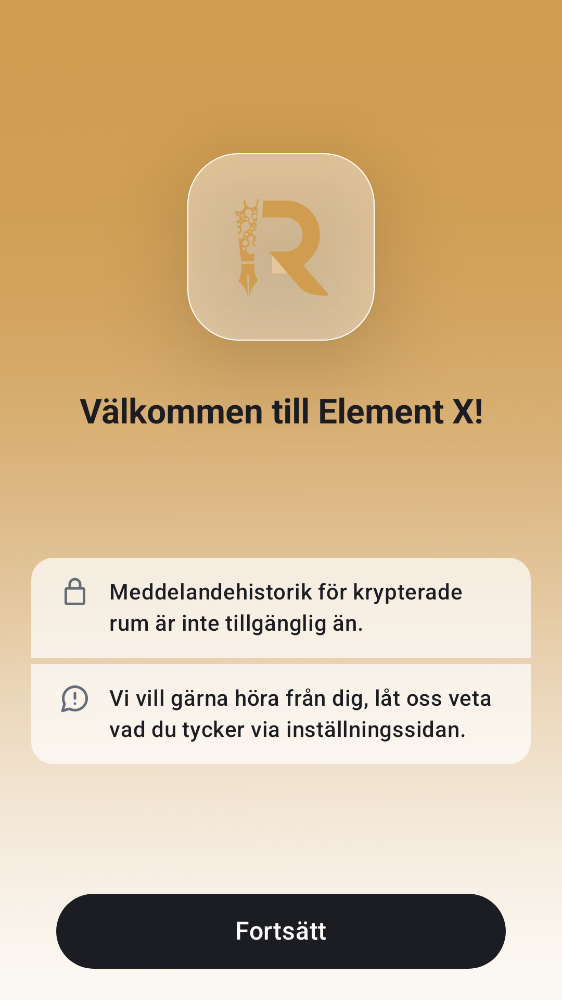 Välkommen till Element X!
Meddelandehistorik för krypterade
rum är inte tillgänglig än.
Vi vill gärna höra från dig, låt oss veta
vad du tycker via inställningssidan.
Fortsätt